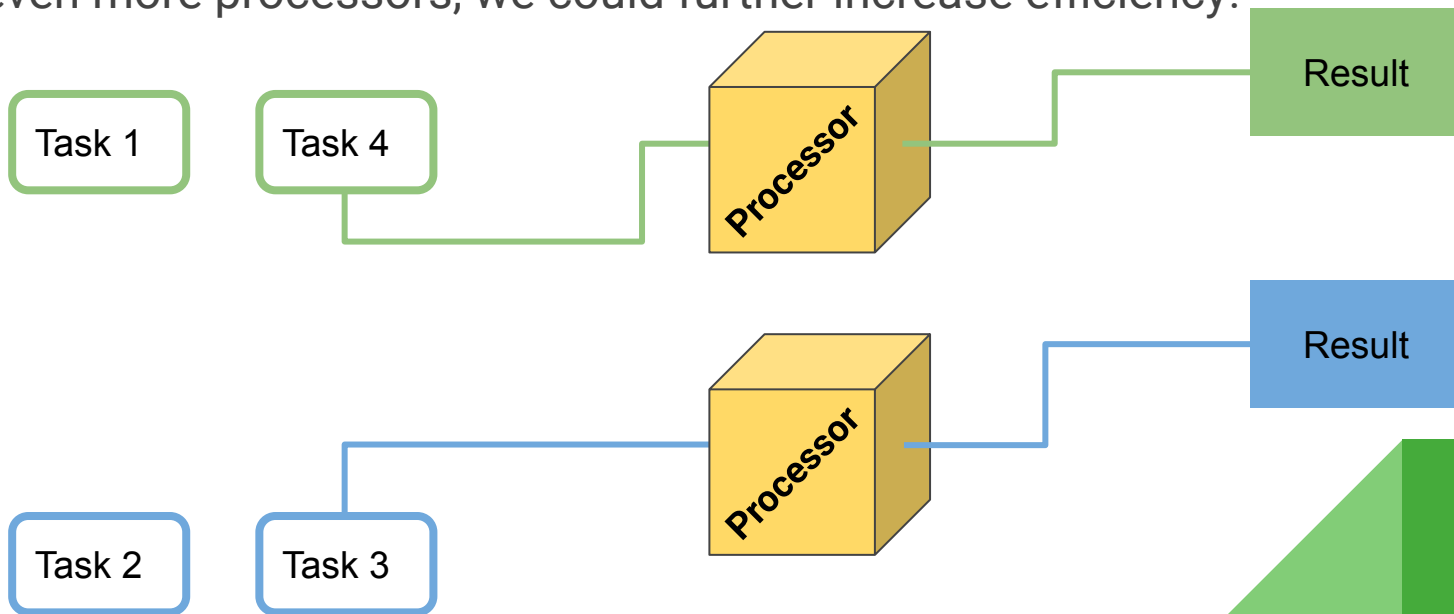 even more processors, we could further increase efficiency.
Result
Task 1
Task 4
Processor
Result
Processor
Task 2
Task 3